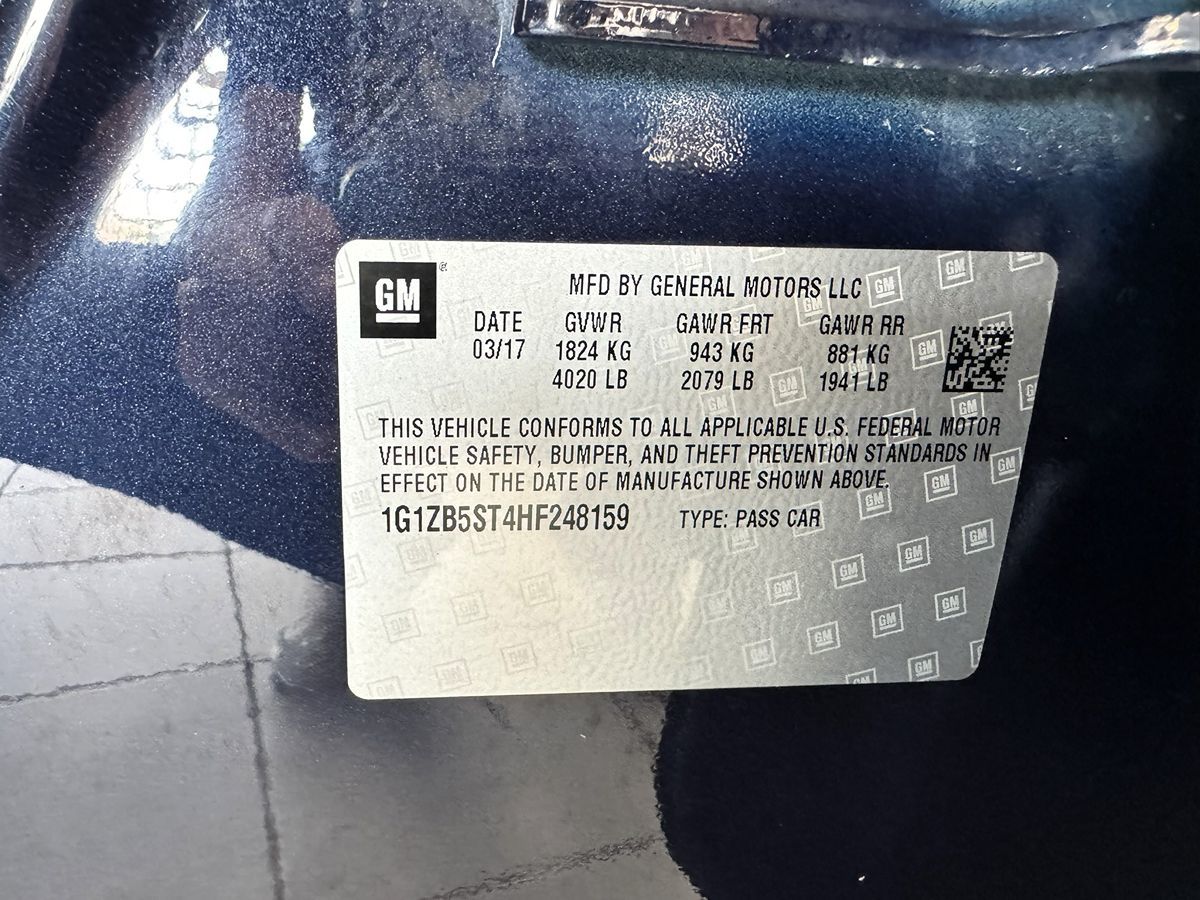 GM
MFD BY GENERAL MOTORS LLC
DATE GVWR GAWR FRT GAWR RR
03/17 1824 KG 943 KG 881 KG
4020 LB 2079 LB 1941 LB
THIS VEHICLE CONFORMS TO ALL APPLICABLE U.S. FEDERAL MOTOR
VEHICLE SAFETY, BUMPER, AND THEFT PREVENTION STANDARDS IN
EFFECT ON THE DATE OF MANUFACTURE SHOWN ABOVE.
1G1ZB5ST4HF248159 TYPE: PASS CAR